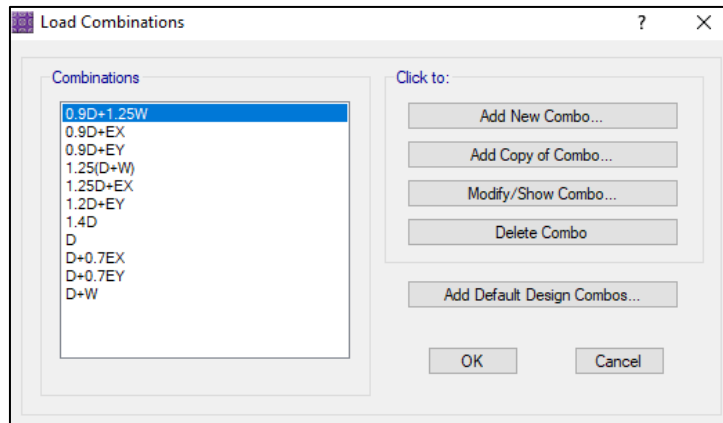 Load Combinations
?
Combinations
0.9D+1.25W
0.9D+EX
0.9D+EY
1.25(D+W)
1.25D+EX
1.2D+EY
1.4D
D
D+0.7EX
D+0.7EY
D+W
Click to:
Add New Combo...
Add Copy of Combo...
Modify/Show Combo...
Delete Combo
Add Default Design Combos...
OK
Cancel